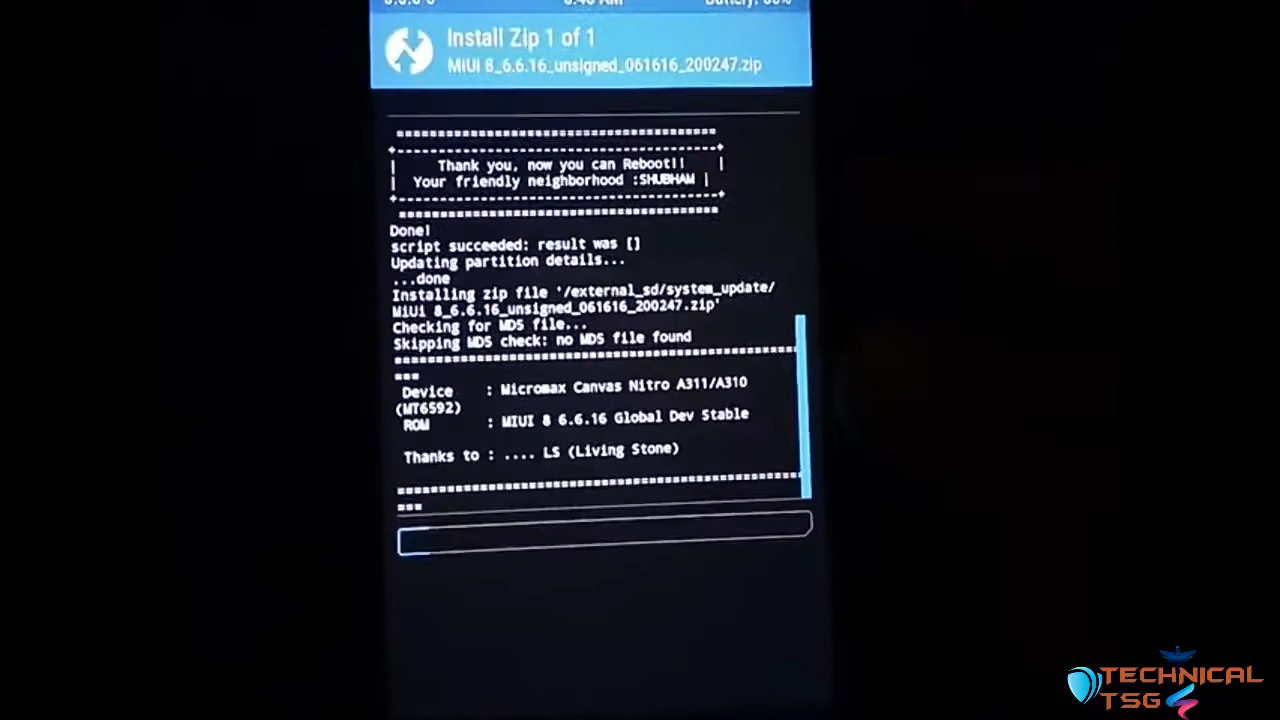 Install Zip 1 of 1
MiUi 8_6.6.16_unsigned_061616_200247.zip
Thank you, now you can Reboot!!
Your friendly neighborhood :SHUBHAM
Done!
script succeeded: result was []
Updating partition details...
...done
Installing zip file '/external_sd/system_update/
MiUi 8_6.6.16_unsigned_061616_200247.zip'
Checking for MD5 file...
Skipping MD5 check: no MD5 file found
Device : Micromax Canvas Nitro A311/A310
(MT6592)
ROM : MIUI 8 6.6.16 Global Dev Stable
Thanks to : .... LS (Living Stone)
TECHNICAL
TSG